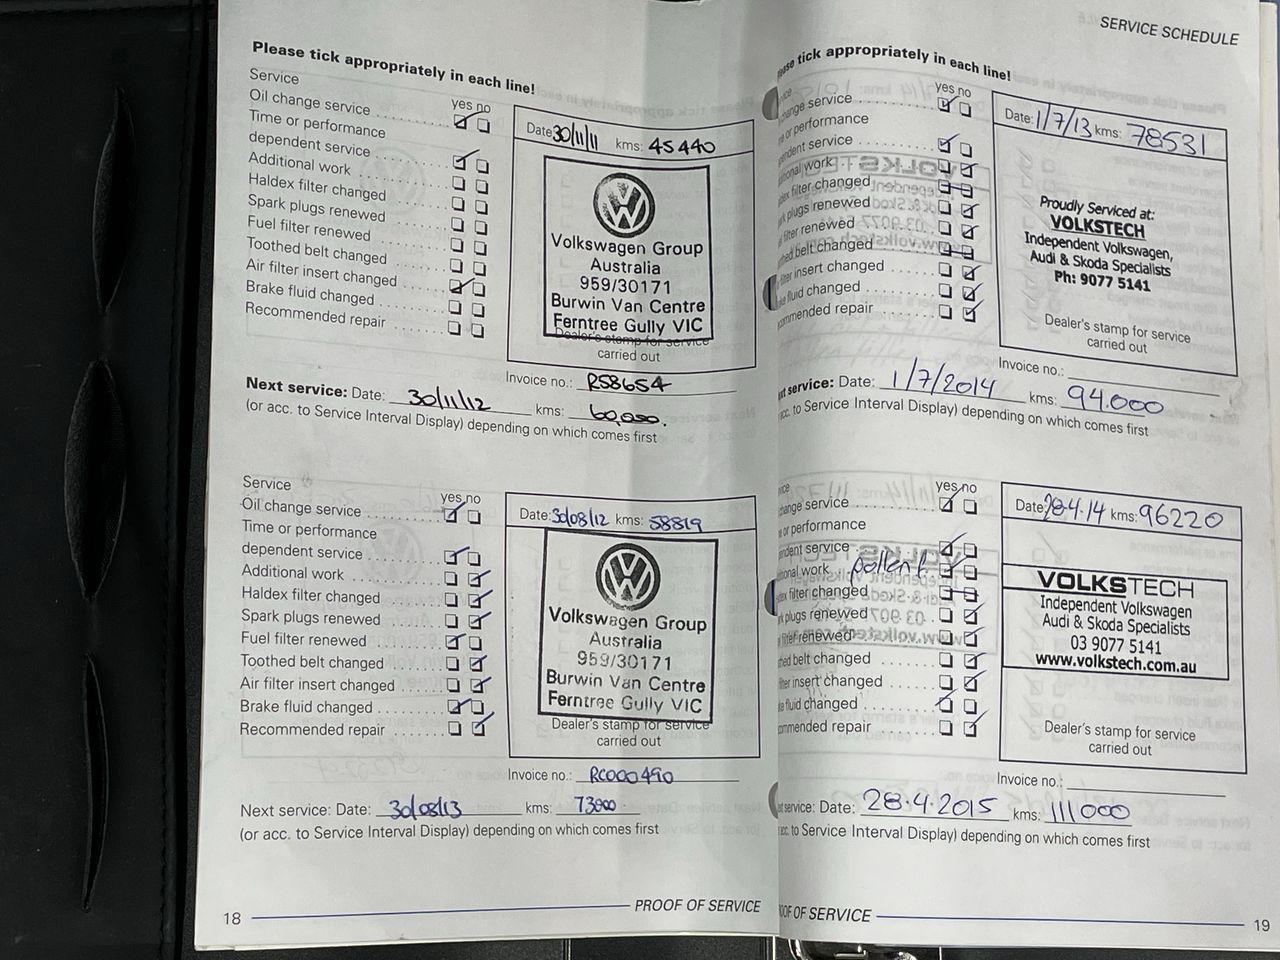 Please tick appropriately in each line!
Service
yes no
Oil change service
Time or performance
dependent service
Additional work
Haldex filter changed
Spark plugs renewed
Fuel filter renewed
Toothed belt changed
Air filter insert changed
Brake fluid changed
Recommended repair
Date: 30/11/11 kms: 45440
Volkswagen Group
Australia
959/30171
Burwin Van Centre
Ferntree Gully VIC
Dealer's stamp for service
carried out
Invoice no.: RS8654
Next service: Date: 30/11/12 kms: 60,000.
(or acc. to Service Interval Display) depending on which comes first
Service
yes no
Oil change service
Time or performance
dependent service
Additional work
Haldex filter changed
Spark plugs renewed
Fuel filter renewed
Toothed belt changed
Air filter insert changed
Brake fluid changed
Recommended repair
Date: 30/08/12 kms: 58819
Volkswagen Group
Australia
959/30171
Burwin Van Centre
Ferntree Gully VIC
Dealer's stamp for service
carried out
Invoice no.: RC000490
Next service: Date: 30/08/13 kms: 73000
(or acc. to Service Interval Display) depending on which comes first
18
PROOF OF SERVICE
SERVICE SCHEDULE
tick appropriately in each line!
yes no
service
or performance
service
work
filter changed
plugs renewed
filter renewed
belt changed
filter insert changed
fluid changed
repair
Date: 1/7/13 kms: 78531
Proudly Serviced at:
VOLKSTECH
Independent Volkswagen,
Audi & Skoda Specialists
Ph: 9077 5141
Dealer's stamp for service
carried out
Invoice no.:
service: Date: 1/7/2014 kms: 94.000
acc. to Service Interval Display) depending on which comes first
yes no
service
or performance
service
work pollen f.
filter changed
plugs renewed
filter renewed
belt changed
filter insert changed
fluid changed
repair
Date: 28.4.14 kms: 96220
VOLKSTECH
Independent Volkswagen
Audi & Skoda Specialists
03 9077 5141
www.volkstech.com.au
Dealer's stamp for service
carried out
Invoice no.:
service: Date: 28.4.2015 kms: 111000
acc. to Service Interval Display) depending on which comes first
OF SERVICE
19